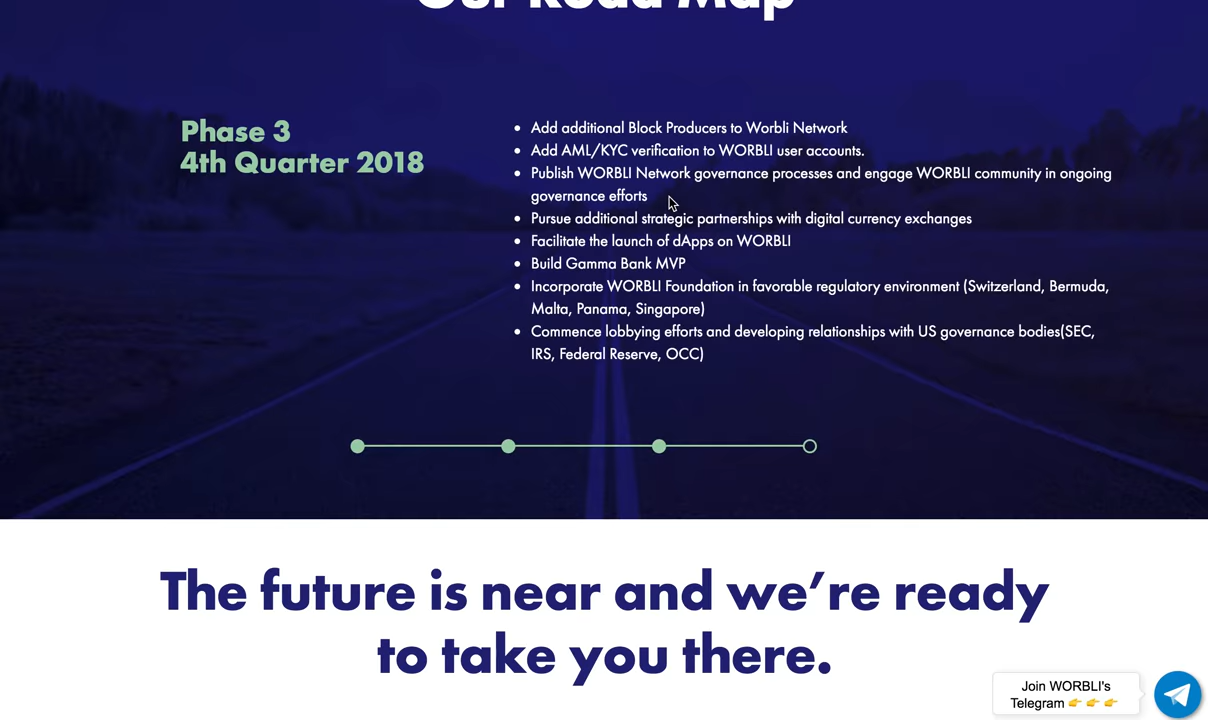 Our Road Map
Phase 3
4th Quarter 2018
Add additional Block Producers to Worbli Network
Add AML/KYC verification to WORBLI user accounts.
Publish WORBLI Network governance processes and engage WORBLI community in ongoing
governance efforts
Pursue additional strategic partnerships with digital currency exchanges
Facilitate the launch of dApps on WORBLI
Build Gamma Bank MVP
Incorporate WORBLI Foundation in favorable regulatory environment (Switzerland, Bermuda,
Malta, Panama, Singapore)
Commence lobbying efforts and developing relationships with US governance bodies(SEC,
IRS, Federal Reserve, OCC)
The future is near and we’re ready
to take you there.
Join WORBLI's
Telegram 👉 👉 👉